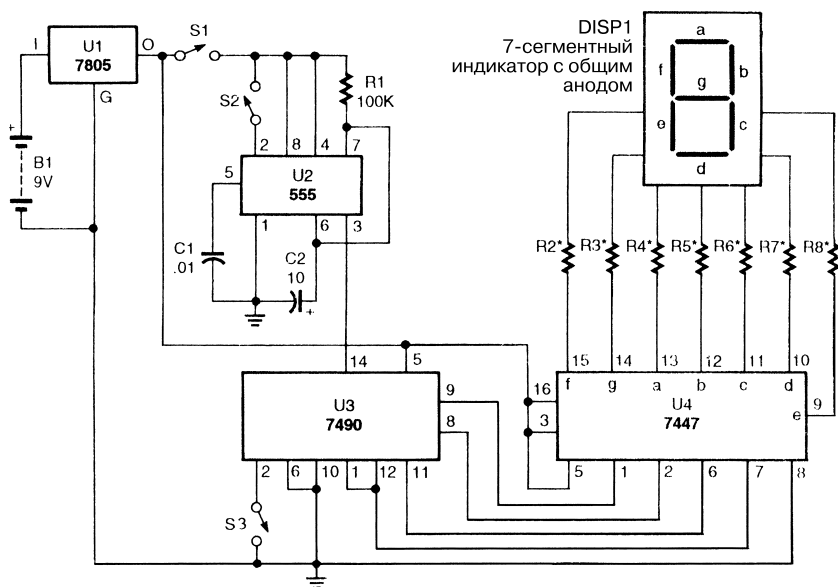 DISP1
7-сегментный
индикатор с общим
анодом
a
f
g
b
e
c
d
I
U1
7805
O
G
S1
S2
R1
100K
+
B1
9V
2
8
4
7
5
U2
555
1
6
3
C1
.01
C2
10
+
R2*
R3*
R4*
R5*
R6*
R7*
R8*
14
5
15
14
13
12
11
10
f
g
a
b
c
d
U3
7490
9
8
16
3
U4
7447
e
9
2
6
10
1
12
11
5
1
2
6
7
8
S3